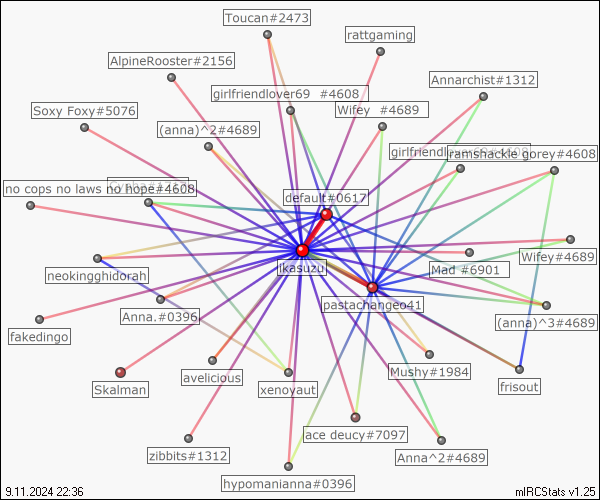 Toucan#2473
rattgaming
AlpineRooster#2156
Annarchist#1312
girlfriendlover69 #4608
Soxy Foxy#5076
Wifey #4689
(anna)^2#4689
ramshackle gorey#4608
no cops no laws no hope#4608
default#0617
ikasuzu
Wifey#4689
neokingghidorah
Mad #6901
pastachangeo41
Anna.#0396
(anna)^3#4689
fakedingo
Mushy#1984
frisout
Skalman
avelicious
xenoyaut
ace deucy#7097
zibbits#1312
Anna^2#4689
hypomanianna#0396
9.11.2024 22:36
mIRCStats v1.25